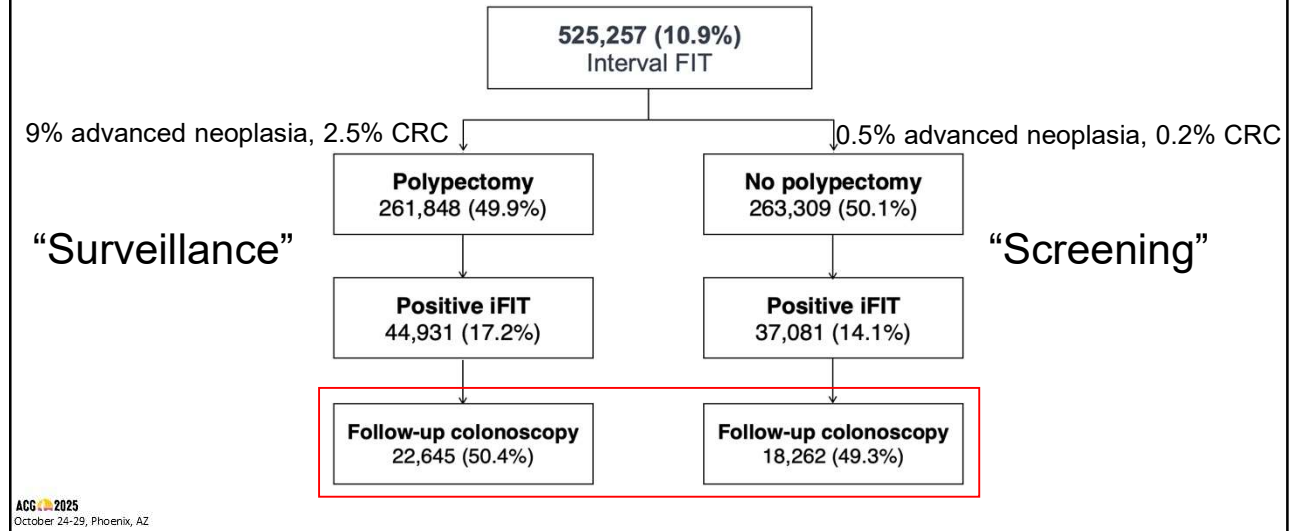 525,257 (10.9%)
Interval FIT
9% advanced neoplasia, 2.5% CRC
0.5% advanced neoplasia, 0.2% CRC
Polypectomy
261,848 (49.9%)
No polypectomy
263,309 (50.1%)
“Surveillance”
“Screening”
Positive iFIT
44,931 (17.2%)
Positive iFIT
37,081 (14.1%)
Follow-up colonoscopy
22,645 (50.4%)
Follow-up colonoscopy
18,262 (49.3%)
ACG 2025
October 24-29, Phoenix, AZ